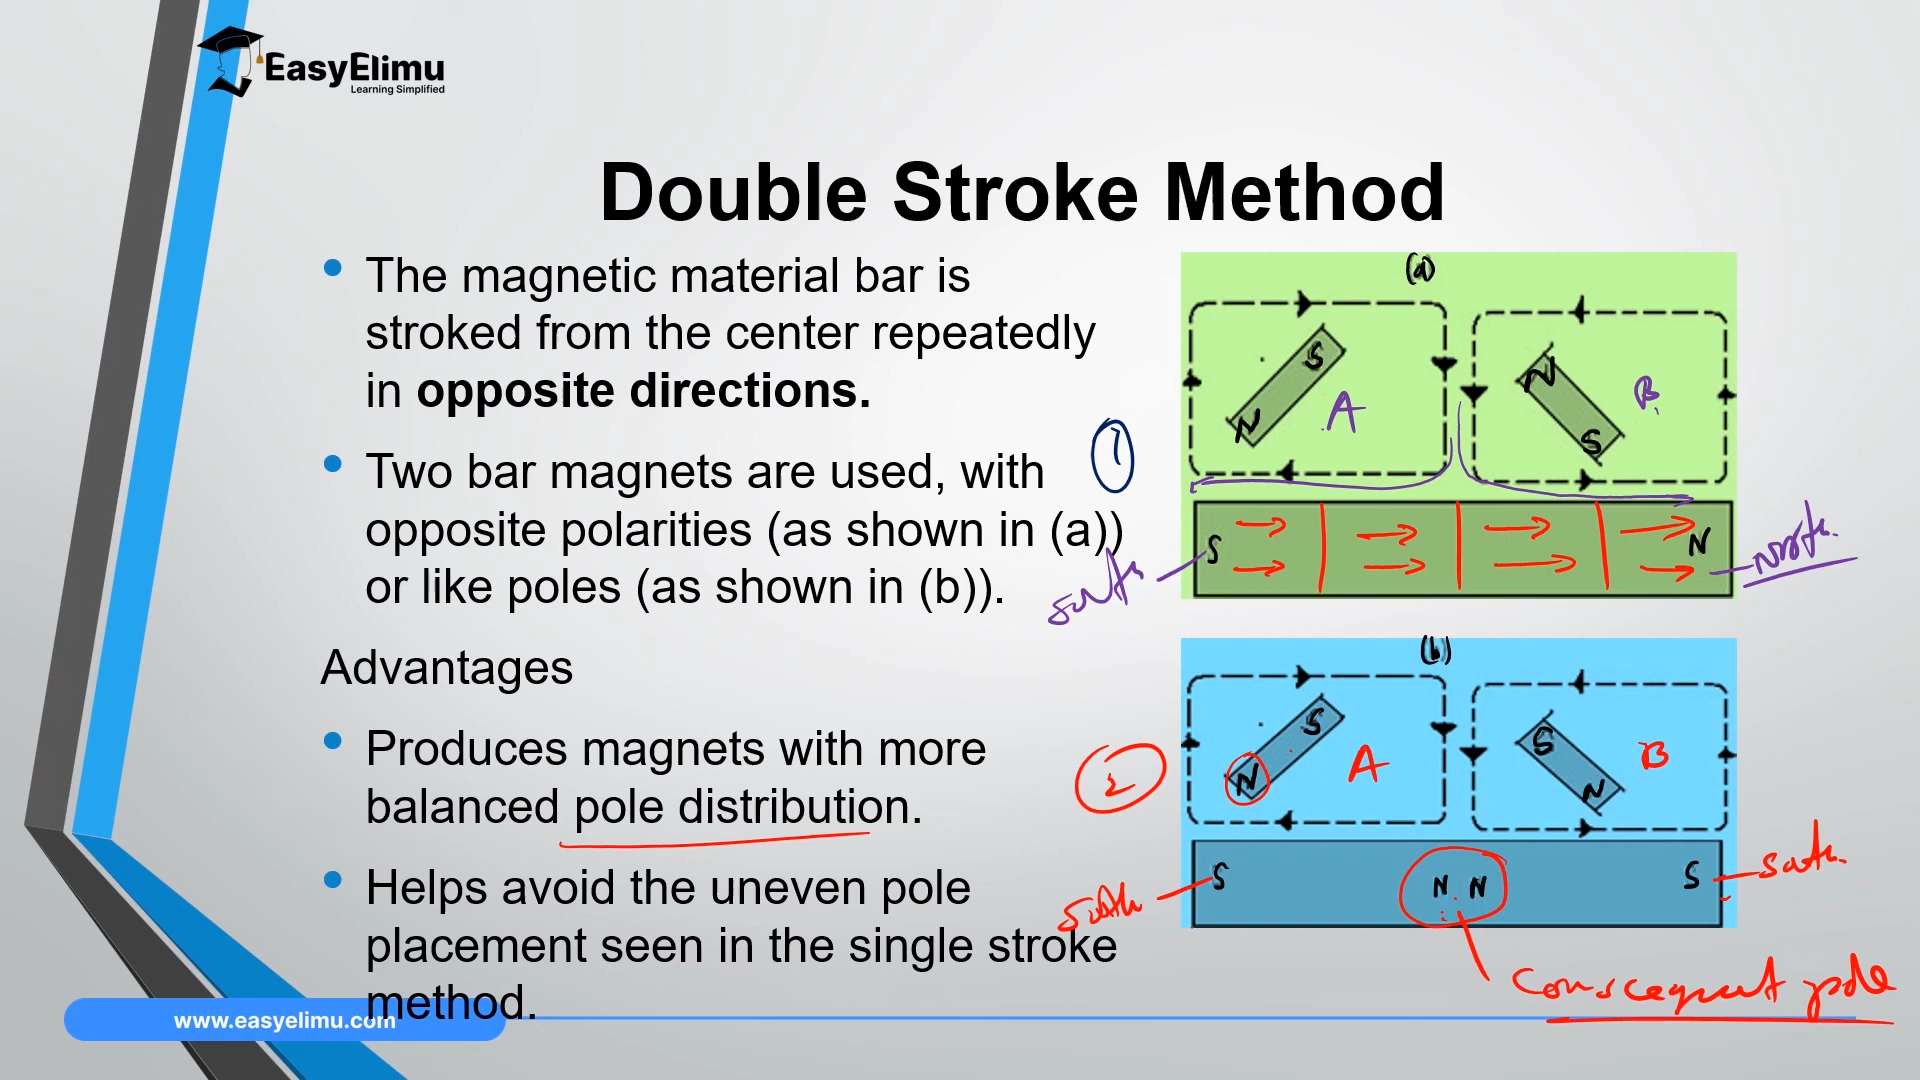 EasyElimu
Learning Simplified
Double Stroke Method
• The magnetic material bar is
stroked from the center repeatedly
in opposite directions.
• Two bar magnets are used, with
opposite polarities (as shown in (a))
or like poles (as shown in (b)).
Advantages
• Produces magnets with more
balanced pole distribution.
• Helps avoid the uneven pole
placement seen in the single stroke
method.
www.easyelimu.com
1
(a)
S
N
A
N
S
B
S
N
south
north
2
(b)
S
N
A
S
N
B
S
N N
S
south
south
consequent pole